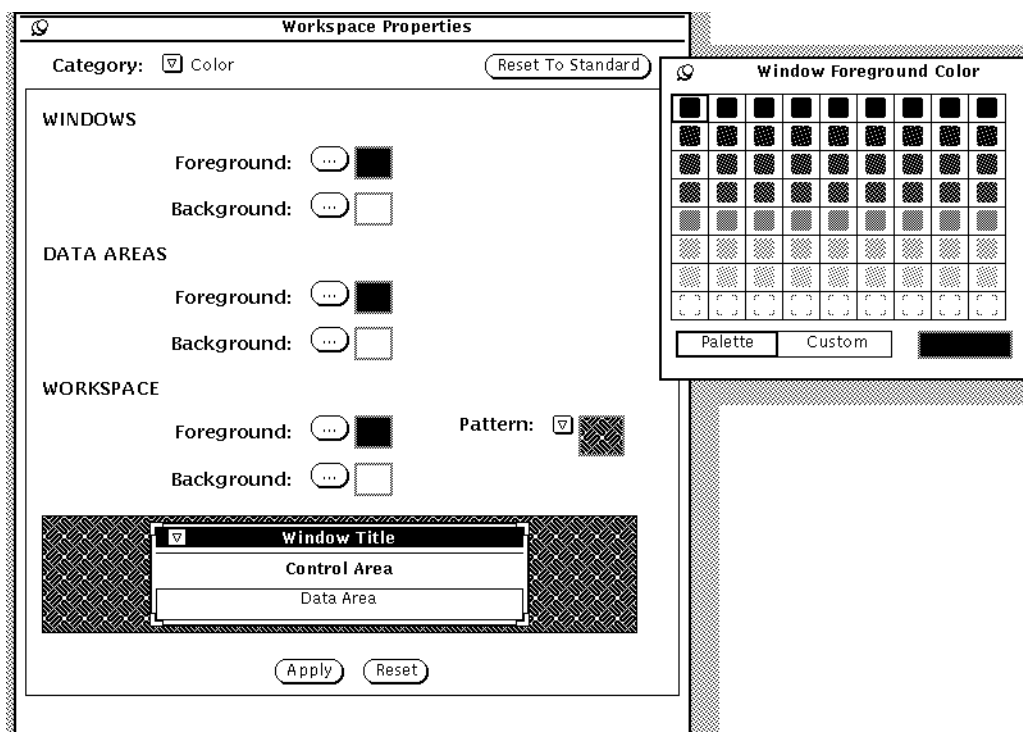 Workspace Properties
Category: Color
Reset To Standard
WINDOWS
Foreground: ...
Background: ...
DATA AREAS
Foreground: ...
Background: ...
WORKSPACE
Foreground: ...
Pattern:
Background: ...
Window Title
Control Area
Data Area
Apply Reset
Window Foreground Color
Palette Custom